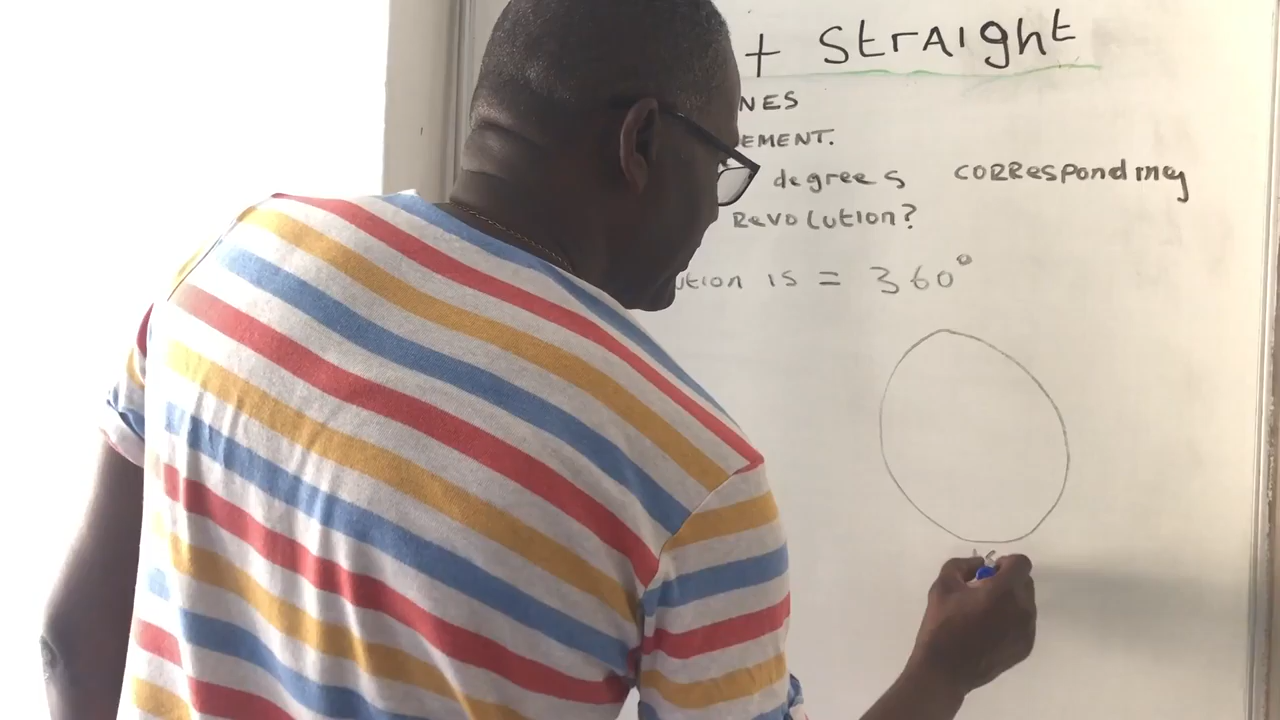 + StRAIght
NES
EMENT.
degrees CORRespondIng
RevoLution?
ution is = 360°